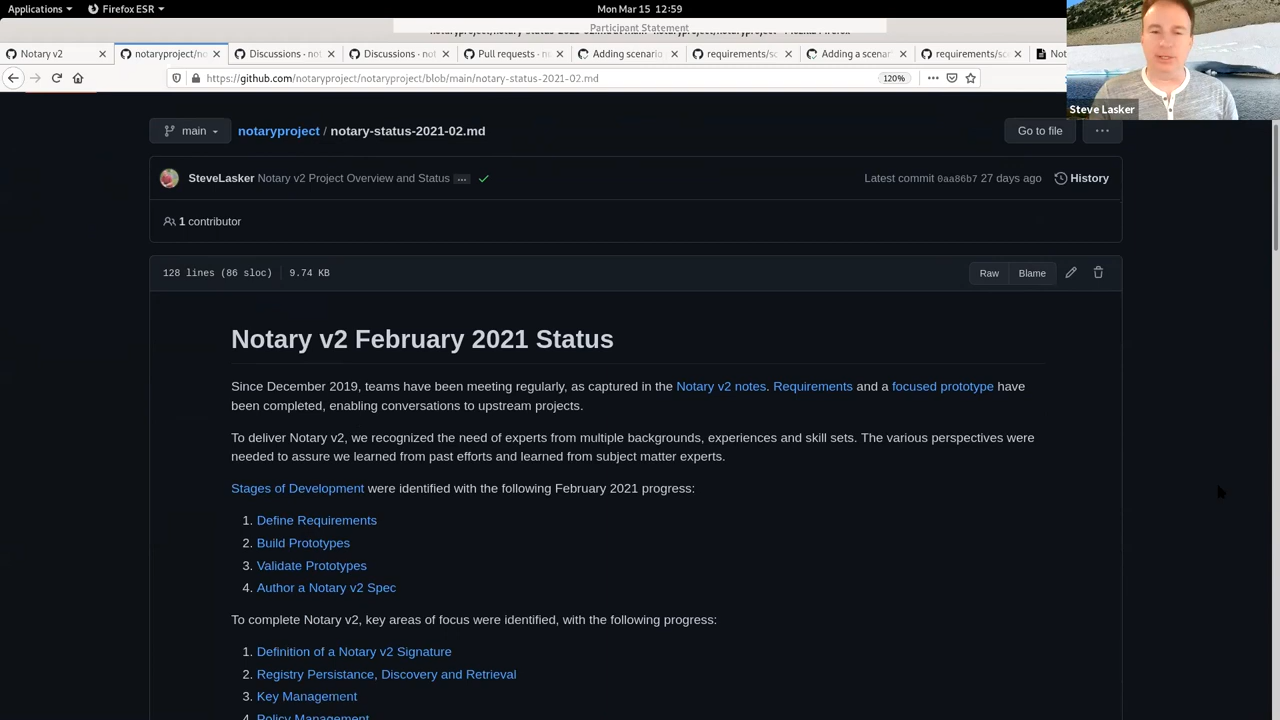 Applications
Firefox ESR
Mon Mar 15 12:59
Participant Statement
Notary v2
notaryproject/no
Discussions · not
Discussions · not
Pull requests · n
Adding scenario
requirements/sc
Adding a scenar
requirements/sc
Not
https://github.com/notaryproject/notaryproject/blob/main/notary-status-2021-02.md
120%
Steve Lasker
main
notaryproject / notary-status-2021-02.md
Go to file
SteveLasker Notary v2 Project Overview and Status
Latest commit 0aa86b7 27 days ago
History
1 contributor
128 lines (86 sloc) 9.74 KB
Raw
Blame
Notary v2 February 2021 Status
Since December 2019, teams have been meeting regularly, as captured in the Notary v2 notes. Requirements and a focused prototype have
been completed, enabling conversations to upstream projects.
To deliver Notary v2, we recognized the need of experts from multiple backgrounds, experiences and skill sets. The various perspectives were
needed to assure we learned from past efforts and learned from subject matter experts.
Stages of Development were identified with the following February 2021 progress:
1. Define Requirements
2. Build Prototypes
3. Validate Prototypes
4. Author a Notary v2 Spec
To complete Notary v2, key areas of focus were identified, with the following progress:
1. Definition of a Notary v2 Signature
2. Registry Persistance, Discovery and Retrieval
3. Key Management
4. Policy Management